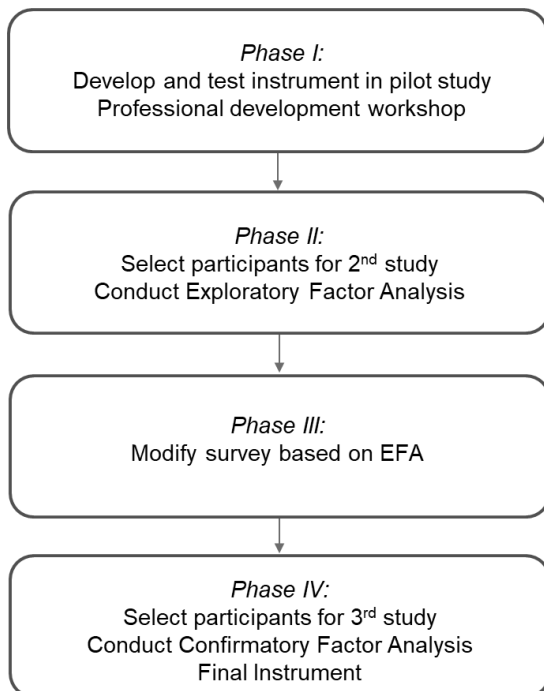 Phase I:
Develop and test instrument in pilot study
Professional development workshop
Phase II:
Select participants for 2nd study
Conduct Exploratory Factor Analysis
Phase III:
Modify survey based on EFA
Phase IV:
Select participants for 3rd study
Conduct Confirmatory Factor Analysis
Final Instrument